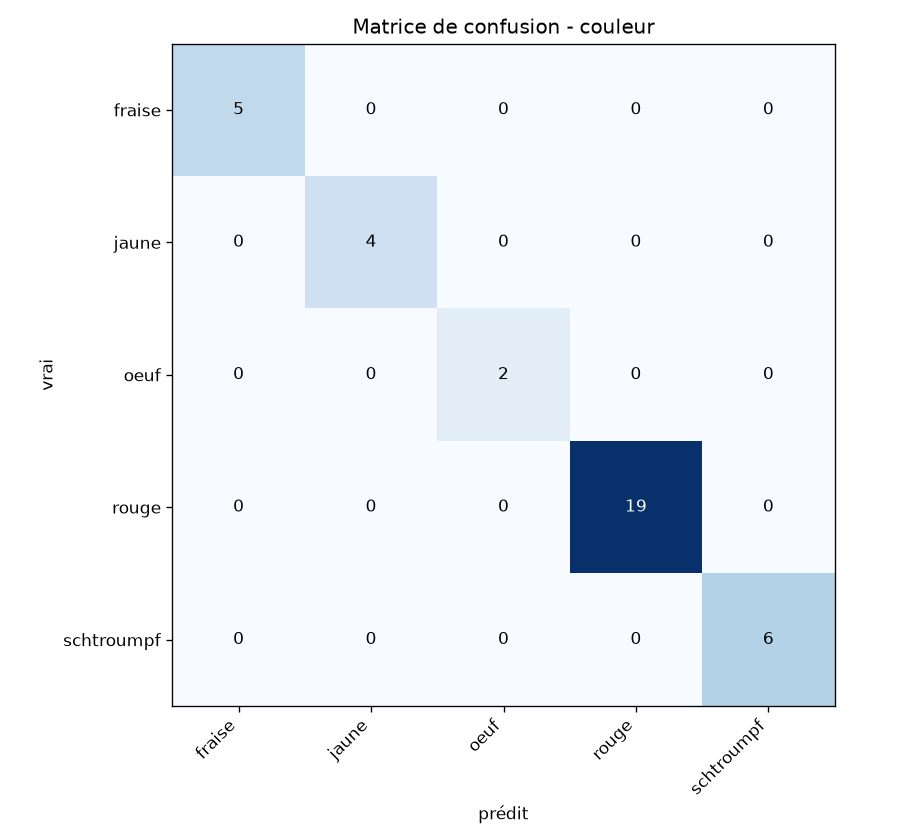 Matrice de confusion - couleur
fraise 5 0 0 0 0
jaune 0 4 0 0 0
vrai
oeuf 0 0 2 0 0
rouge 0 0 0 19 0
schtroumpf 0 0 0 0 6
fraise jaune oeuf rouge schtroumpf
prédit